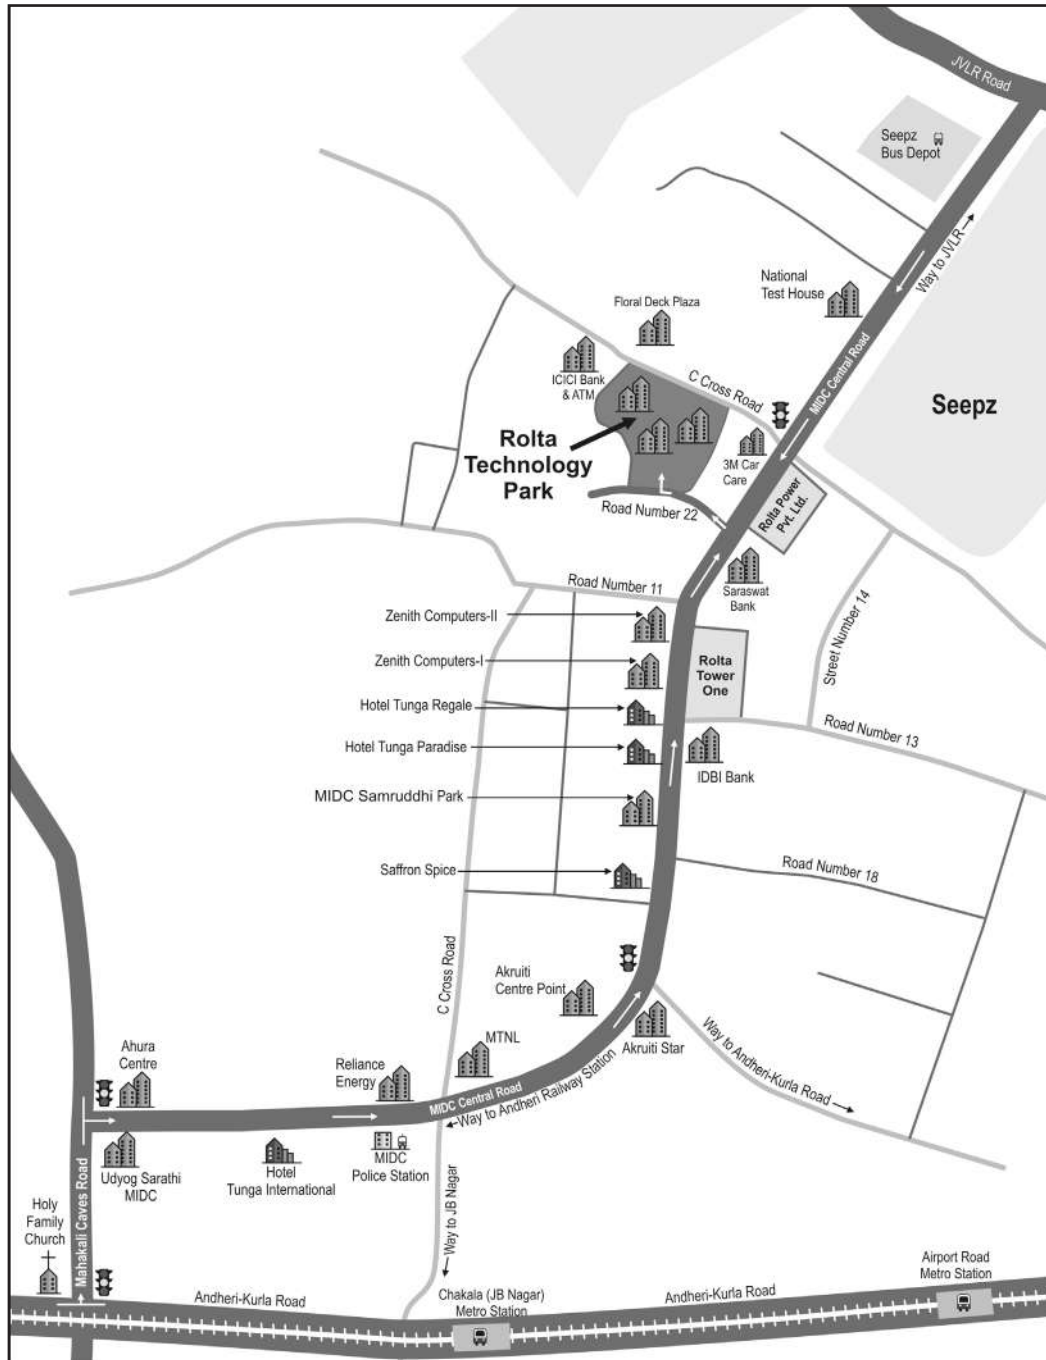 JVLR Road
Seepz
Bus Depot
Way to JVLR
National
Test House
Floral Deck Plaza
MIDC Central Road
ICICI Bank
& ATM
C Cross Road
Seepz
Rolta
Technology
Park
3M Car
Care
Rolta Power
Pvt. Ltd.
Road Number 22
Road Number 11
Saraswat
Bank
Street Number 14
Zenith Computers-II
Zenith Computers-I
Rolta
Tower
One
Hotel Tunga Regale
Road Number 13
Hotel Tunga Paradise
IDBI Bank
MIDC Samruddhi Park
Saffron Spice
Road Number 18
C Cross Road
Akruiti
Centre Point
Akruiti Star
Way to Andheri-Kurla Road
MTNL
Ahura
Centre
Reliance
Energy
MIDC Central Road
Way to Andheri Railway Station
Udyog Sarathi
MIDC
Hotel
Tunga International
MIDC
Police Station
Way to JB Nagar
Mahakali Caves Road
Holy
Family
Church
Airport Road
Metro Station
Andheri-Kurla Road
Chakala (JB Nagar)
Metro Station
Andheri-Kurla Road